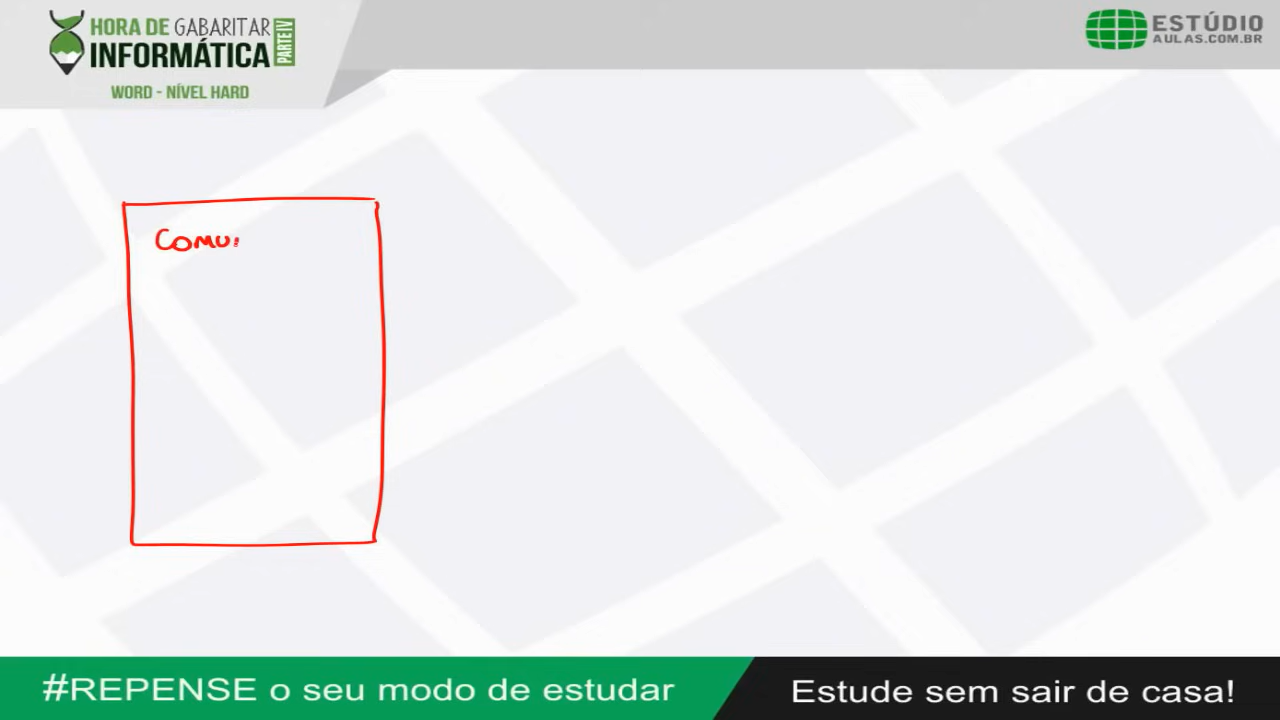 HORA DE GABARITAR
INFORMÁTICA
PARTE IV
WORD - NÍVEL HARD
ESTÚDIO
AULAS.COM.BR
COMU
#REPENSE o seu modo de estudar
Estude sem sair de casa!